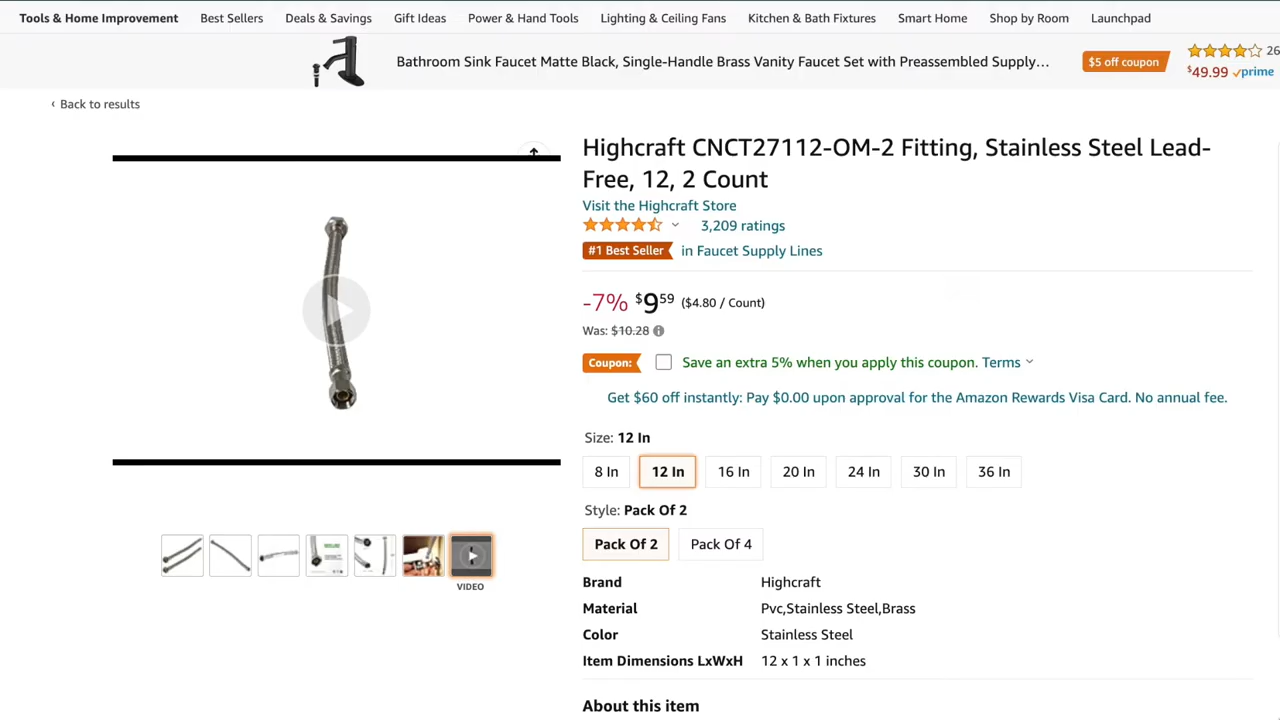 Tools & Home Improvement Best Sellers Deals & Savings Gift Ideas Power & Hand Tools Lighting & Ceiling Fans Kitchen & Bath Fixtures Smart Home Shop by Room Launchpad
Bathroom Sink Faucet Matte Black, Single-Handle Brass Vanity Faucet Set with Preassembled Supply… $5 off coupon 26
$49.99 prime
‹ Back to results
Highcraft CNCT27112-OM-2 Fitting, Stainless Steel Lead-
Free, 12, 2 Count
Visit the Highcraft Store
3,209 ratings
#1 Best Seller in Faucet Supply Lines
-7% $9 59 ($4.80 / Count)
Was: $10.28
Coupon: Save an extra 5% when you apply this coupon. Terms
Get $60 off instantly: Pay $0.00 upon approval for the Amazon Rewards Visa Card. No annual fee.
Size: 12 In
8 In 12 In 16 In 20 In 24 In 30 In 36 In
Style: Pack Of 2
Pack Of 2 Pack Of 4
VIDEO
Brand Highcraft
Material Pvc,Stainless Steel,Brass
Color Stainless Steel
Item Dimensions LxWxH 12 x 1 x 1 inches
About this item